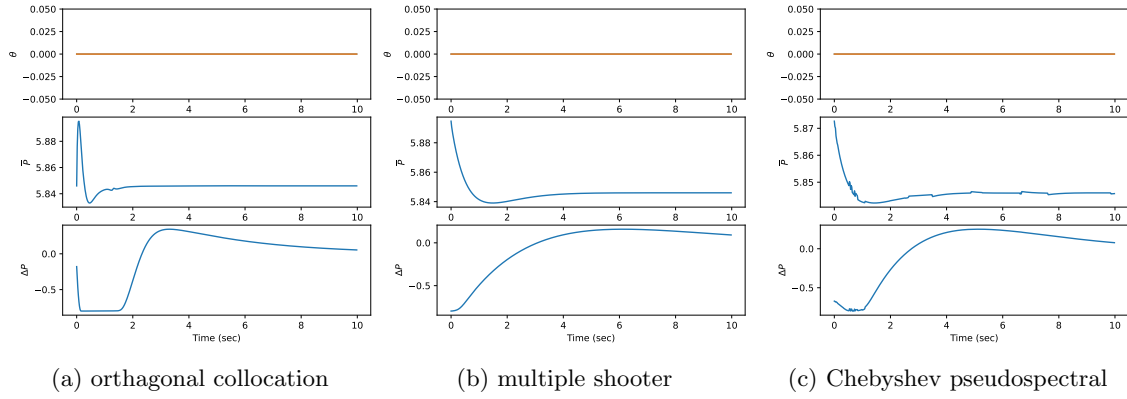 0.050
0.025
0.000
−0.025
−0.050
θ
0 2 4 6 8 10
5.88
5.86
5.84
P̅
0.0
−0.5
ΔP
0 2 4 6 8 10
Time (sec)
(a) orthagonal collocation
0.050
0.025
0.000
−0.025
−0.050
θ
0 2 4 6 8 10
5.88
5.86
5.84
P̅
0.0
−0.5
ΔP
0 2 4 6 8 10
Time (sec)
(b) multiple shooter
0.050
0.025
0.000
−0.025
−0.050
θ
0 2 4 6 8 10
5.87
5.86
5.85
P̅
0.0
−0.5
ΔP
0 2 4 6 8 10
Time (sec)
(c) Chebyshev pseudospectral